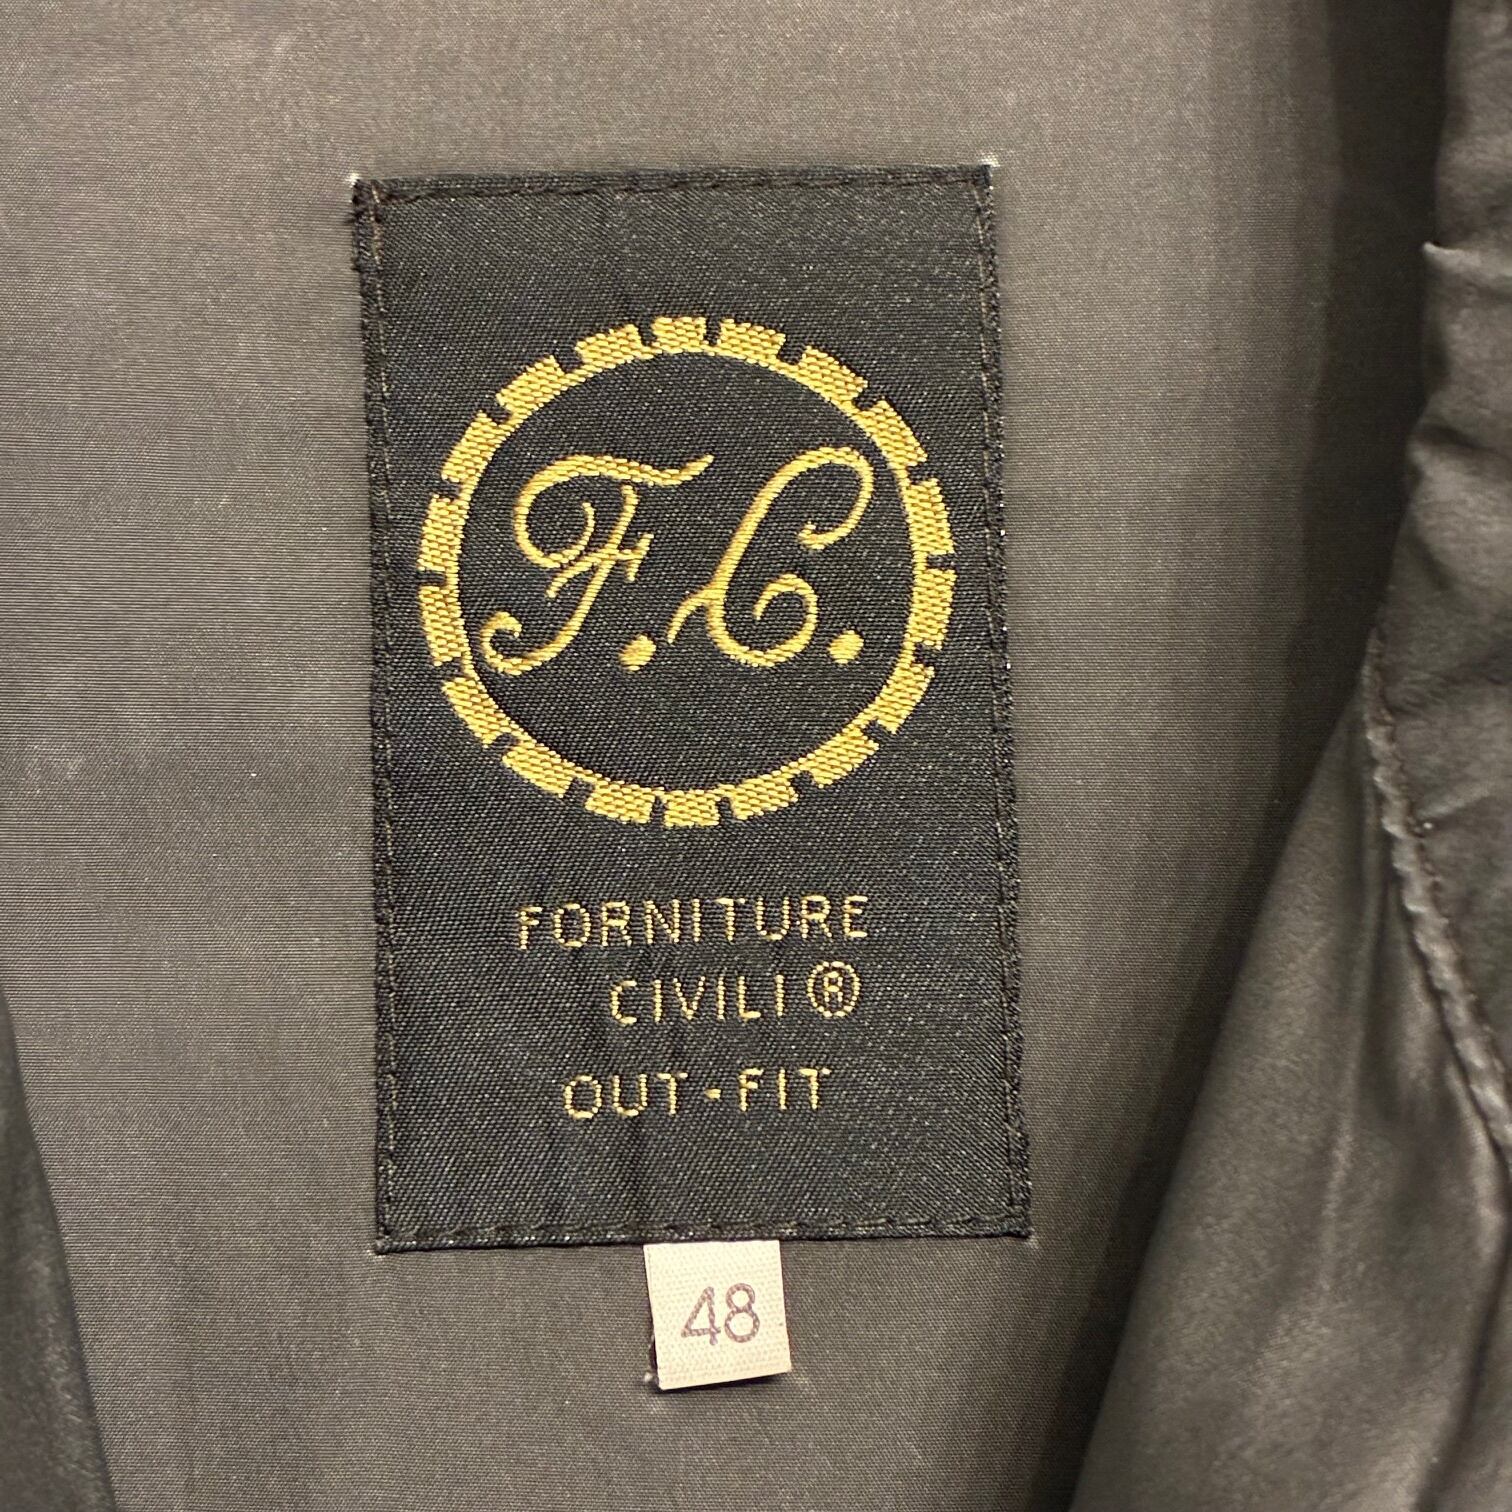 F.C.
FORNITURE
CIVILI®
OUT-FIT
48